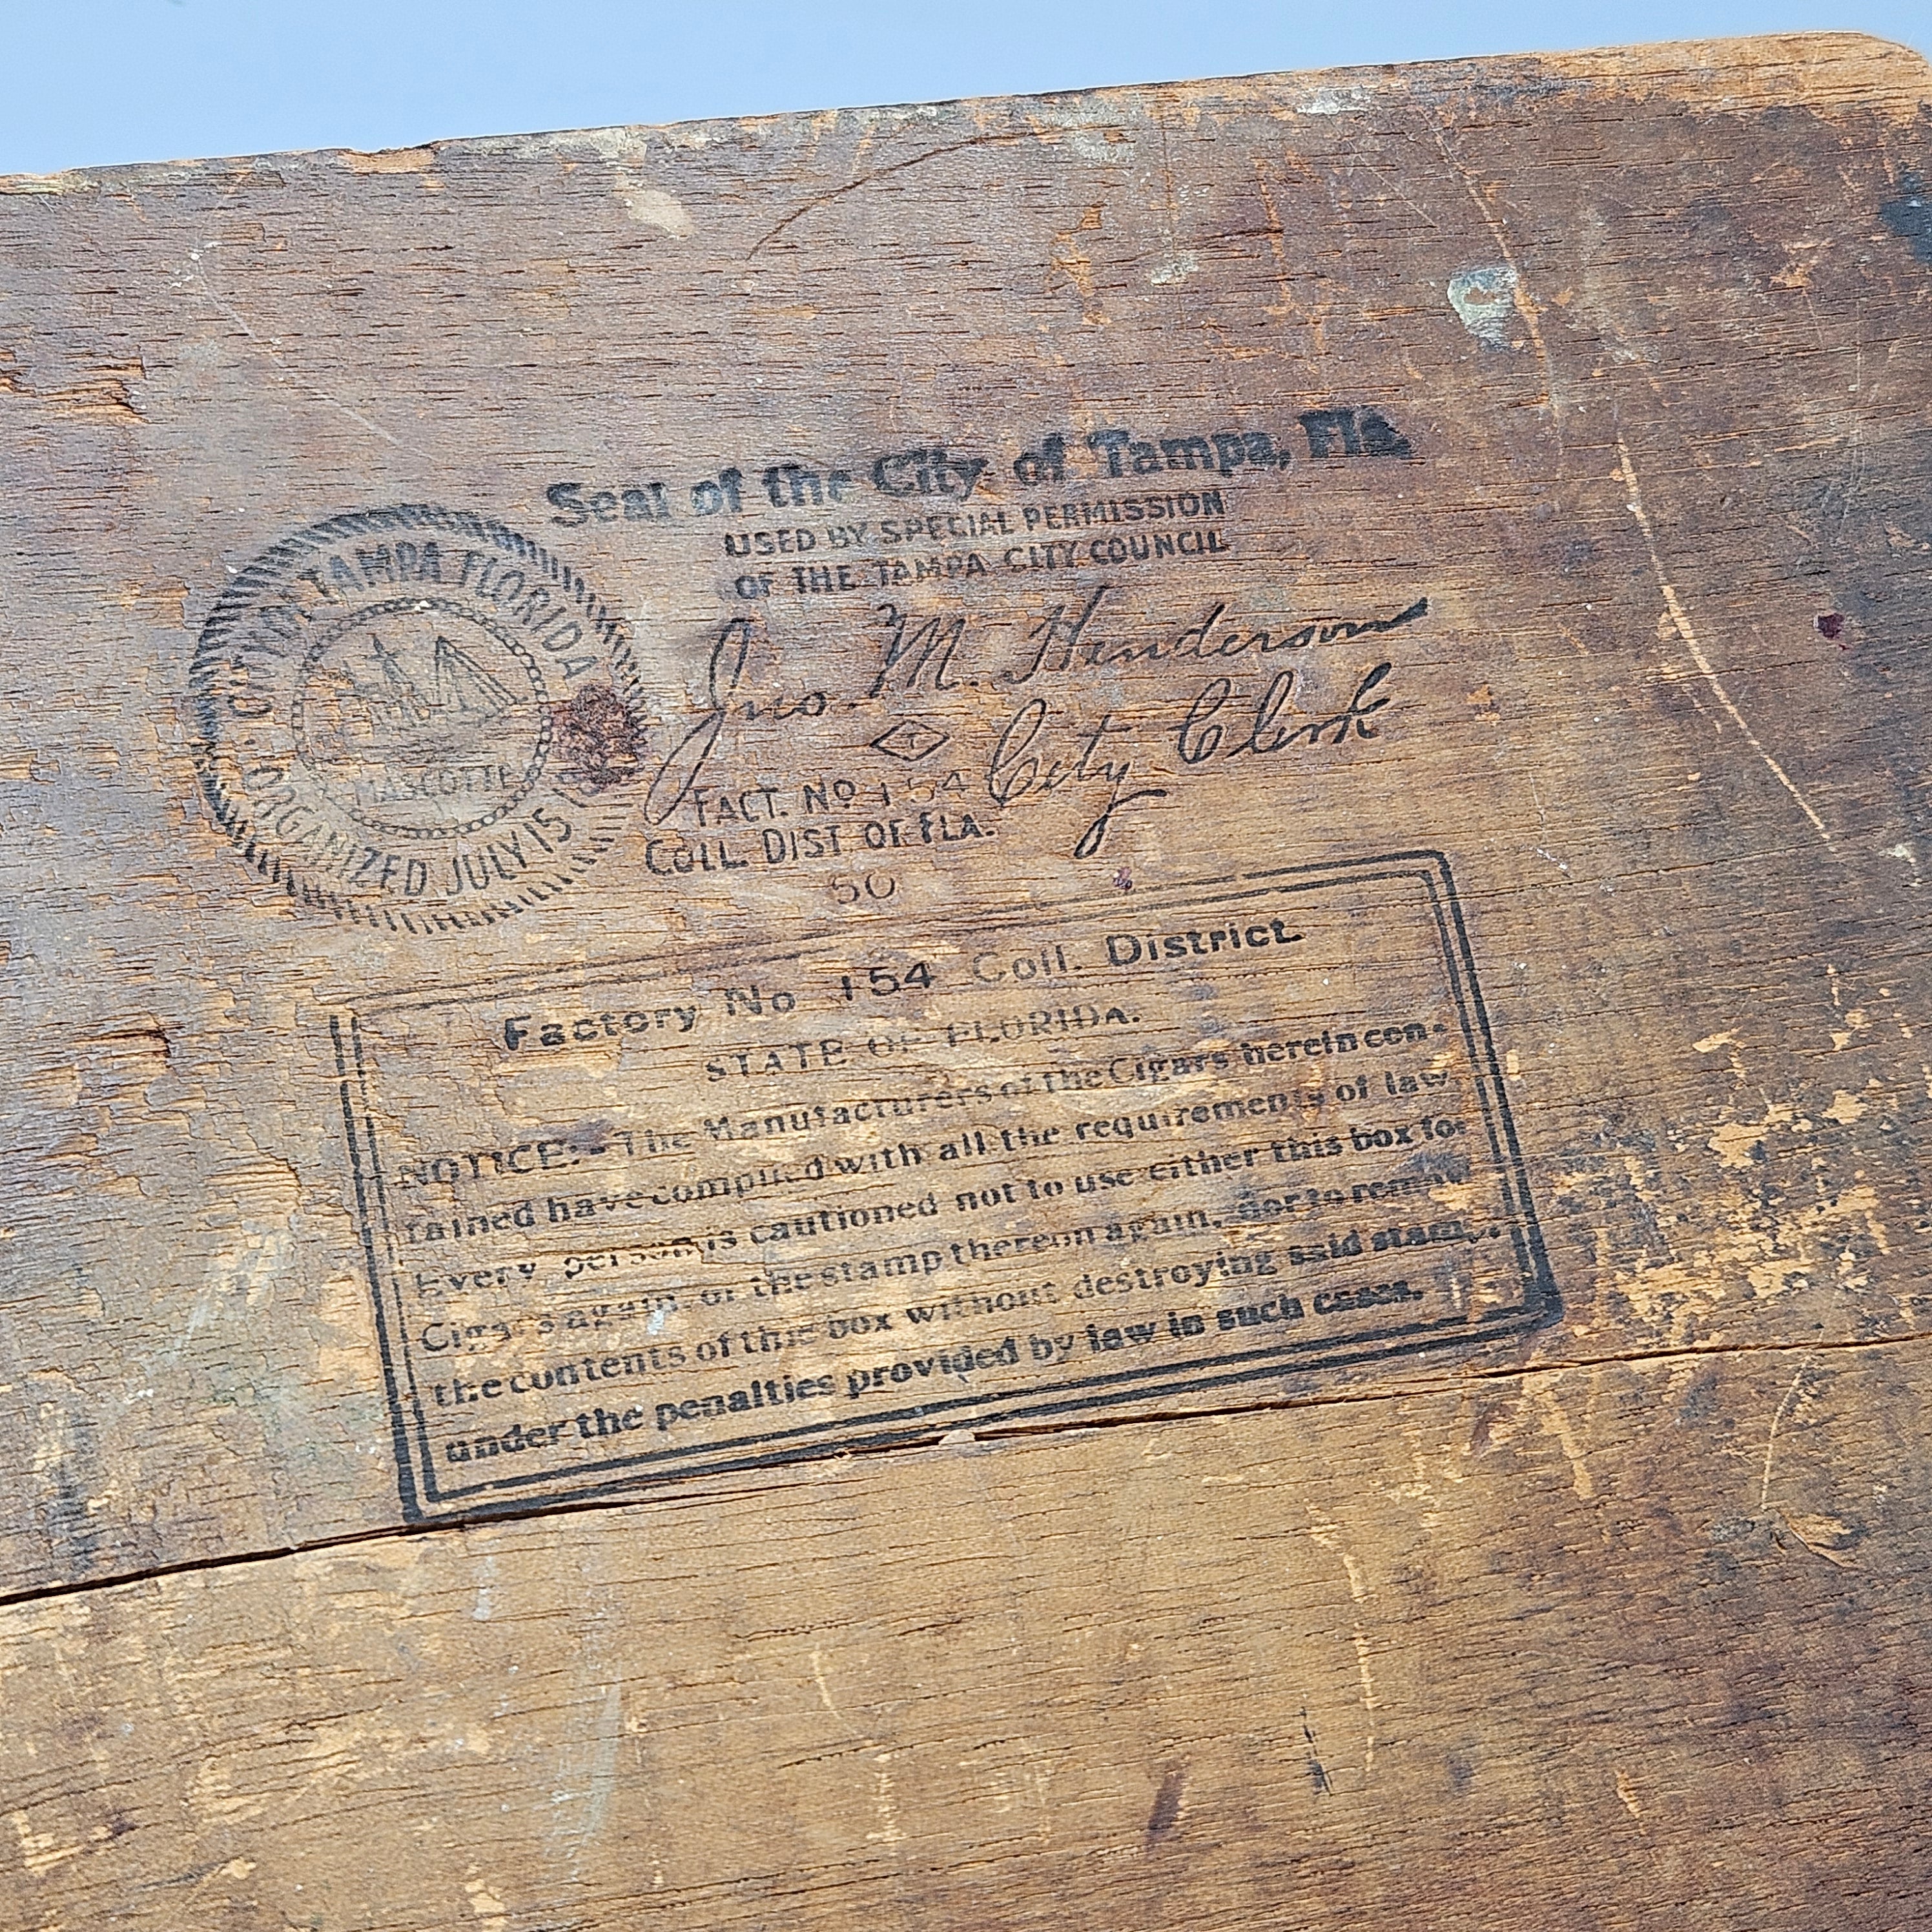 Seal of the City of Tampa, Fla.
USED BY SPECIAL PERMISSION
OF THE TAMPA CITY COUNCIL
CITY OF TAMPA FLORIDA
MASCOTTE
ORGANIZED JULY 15
Jno. M. Henderson
City Clerk
T
FACT. NO 154
COLL. DIST OF FLA.
50
Factory No 154 Coll. District.
STATE OF FLORIDA.
NOTICE:-The Manufacturers of the Cigars herein con-
tained have complied with all the requirements of law.
Every person is cautioned not to use either this box for
Cigars again, or the stamp thereon again, nor to remove
the contents of this box without destroying said stamp,
under the penalties provided by law in such cases.